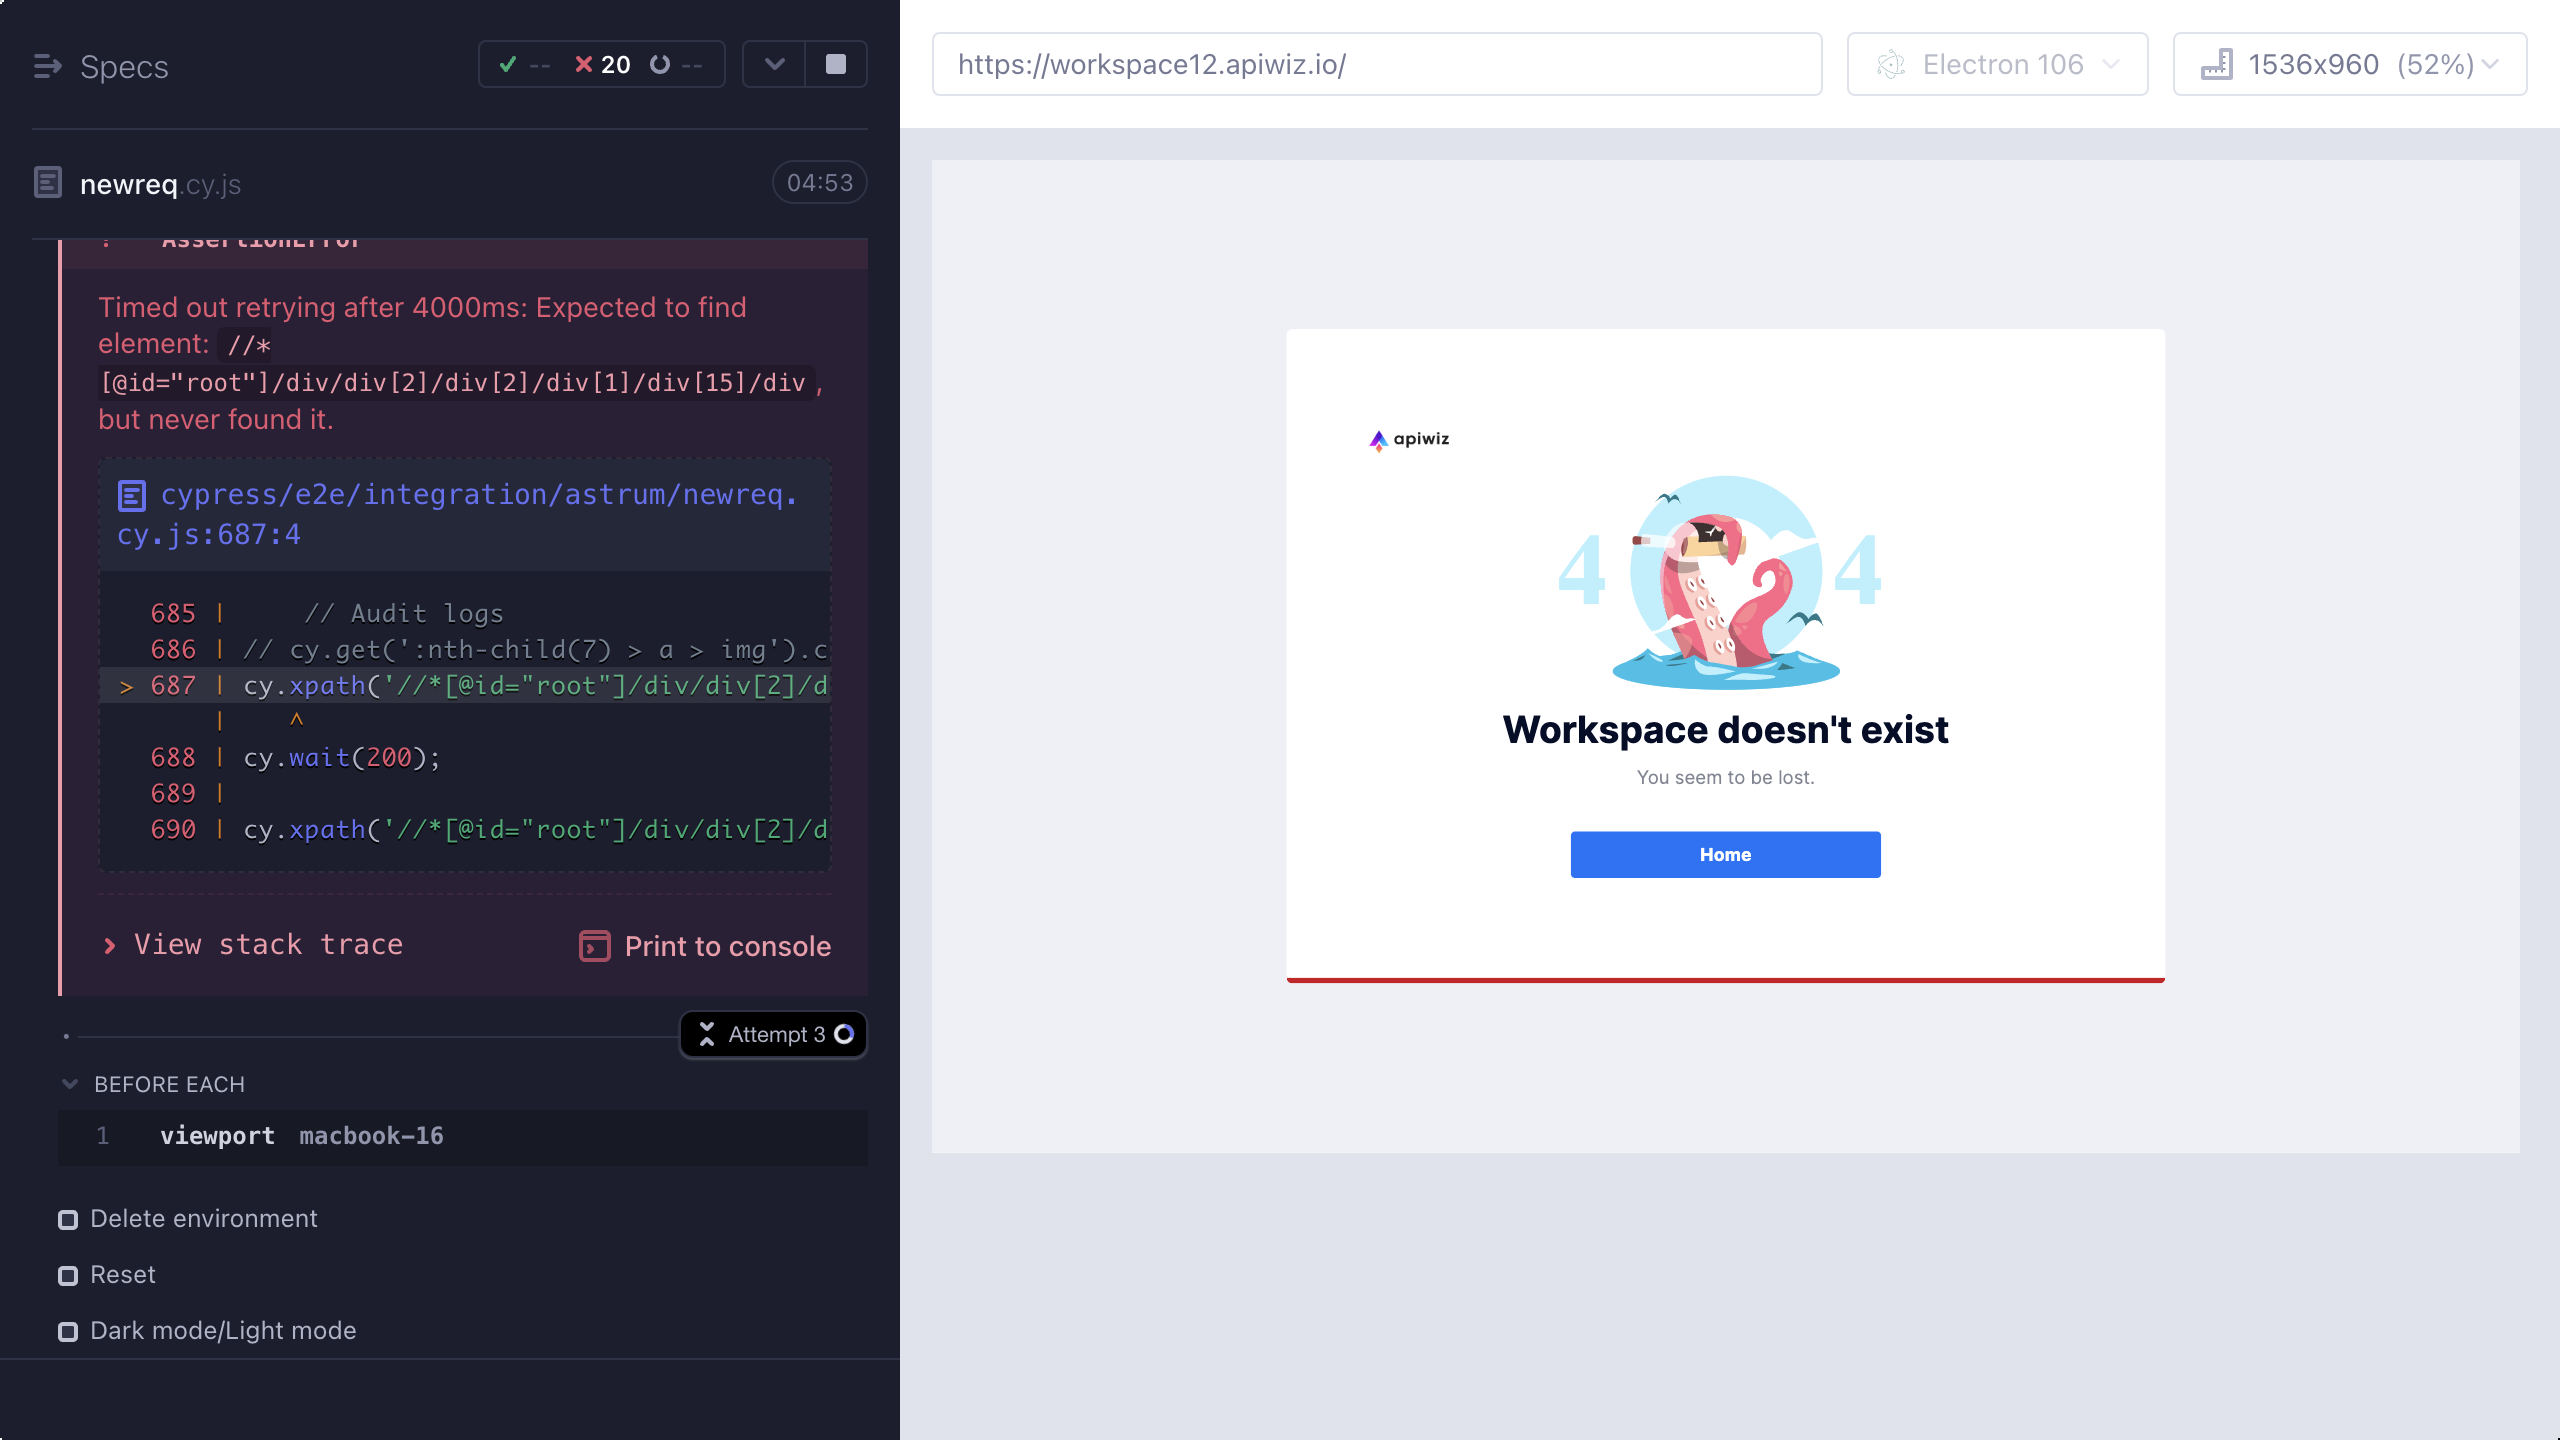 Specs
-- 20 --
newreq.cy.js
04:53
AssertionError
Timed out retrying after 4000ms: Expected to find
element: //*
[@id="root"]/div/div[2]/div[2]/div[1]/div[15]/div,
but never found it.
cypress/e2e/integration/astrum/newreq.
cy.js:687:4
685 | // Audit logs
686 | // cy.get(':nth-child(7) > a > img').c
> 687 | cy.xpath('//*[@id="root"]/div/div[2]/d
| ^
688 | cy.wait(200);
689 |
690 | cy.xpath('//*[@id="root"]/div/div[2]/d
View stack trace
Print to console
Attempt 3
BEFORE EACH
1 viewport macbook-16
Delete environment
Reset
Dark mode/Light mode
https://workspace12.apiwiz.io/
Electron 106
1536x960 (52%)
apiwiz
4 4
Workspace doesn't exist
You seem to be lost.
Home